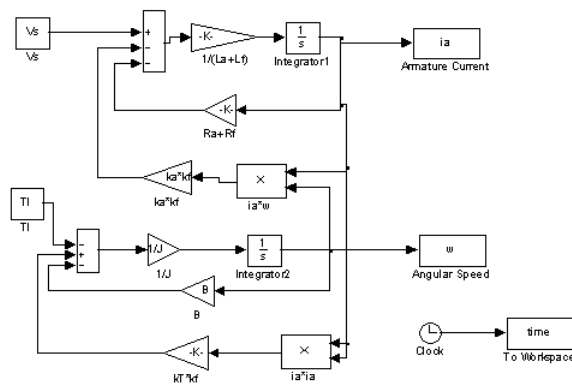 Vs
Vs
+
−
−
-K-
1/(La+Lf)
1
s
Integrator1
ia
Armature Current
-K-
Ra+Rf
ka*kf
ka*kf
×
ia*w
Tl
Tl
−
+
−
1/J
1/J
1
s
Integrator2
w
Angular Speed
B
B
-K-
kT*kf
×
ia*ia
Clock
time
To Workspace